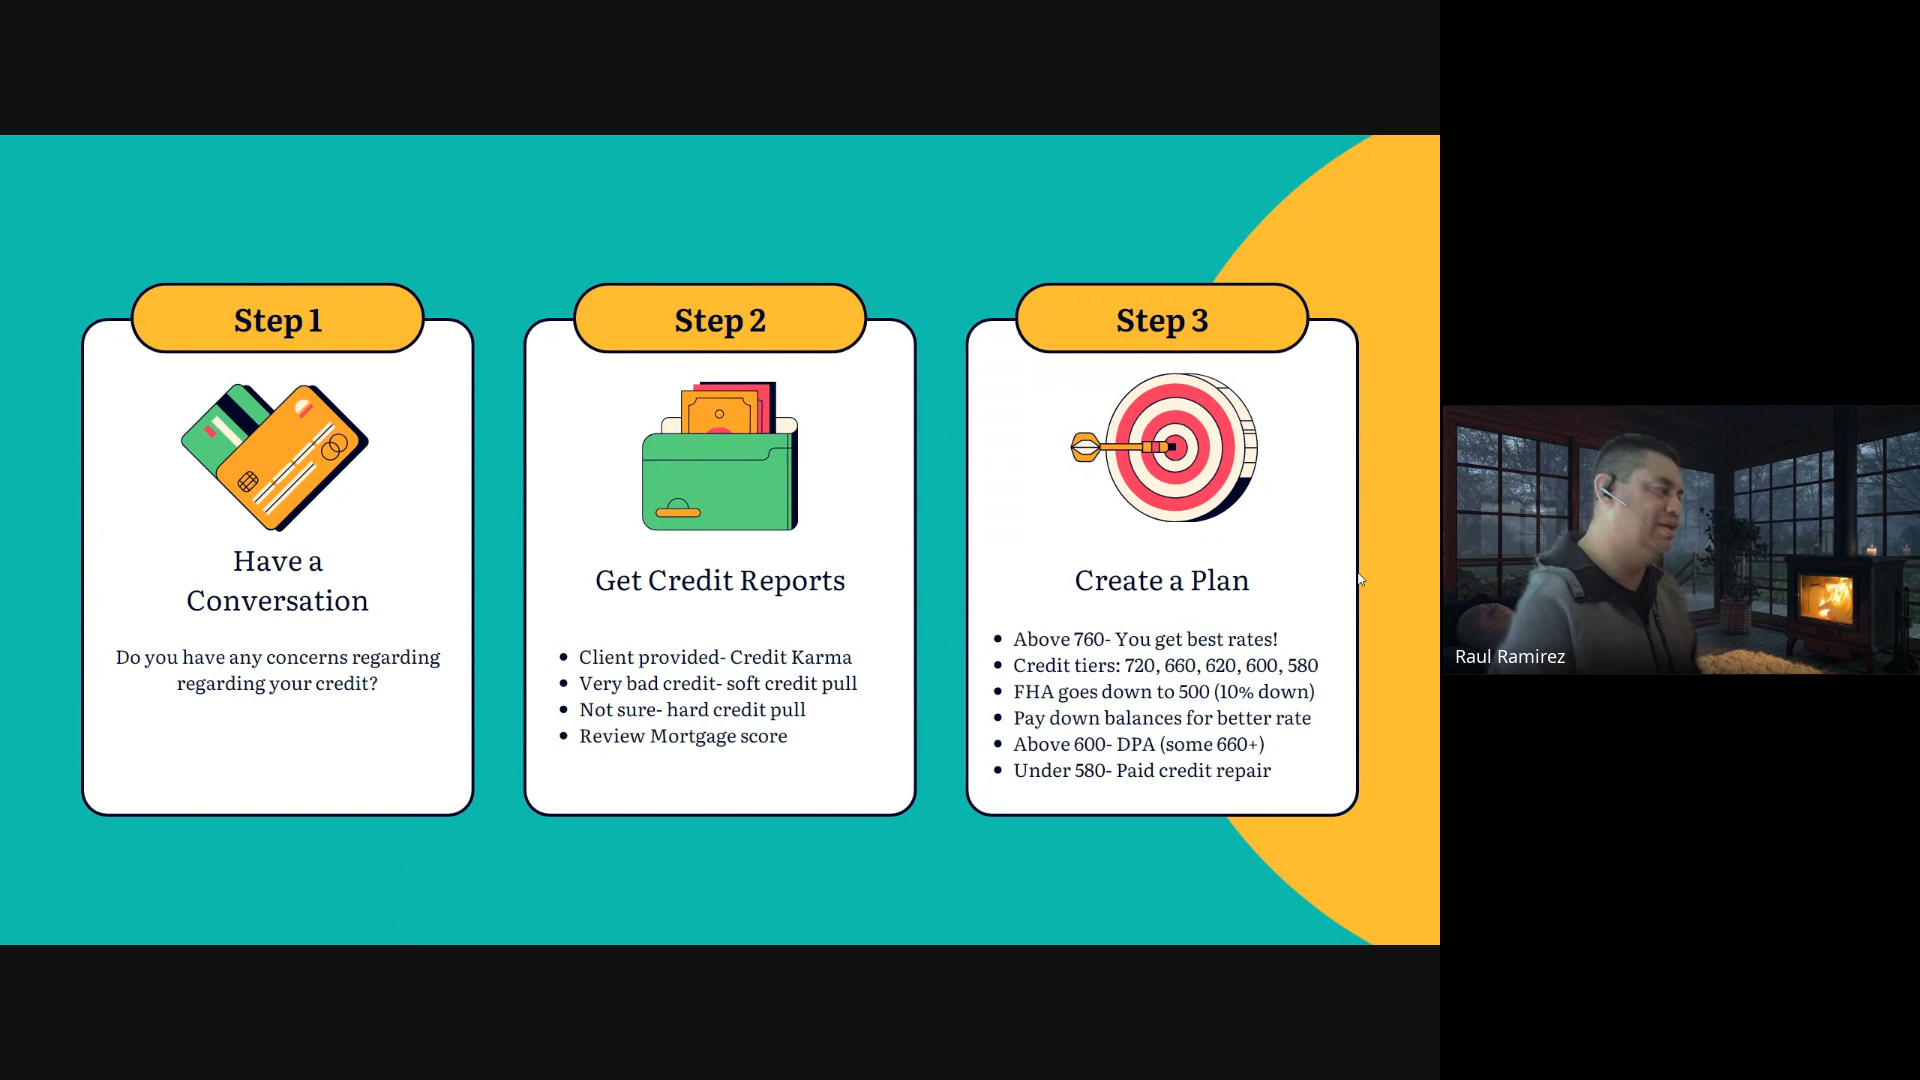 Step 1
Have a
Conversation
Do you have any concerns regarding
regarding your credit?
Step 2
Get Credit Reports
• Client provided- Credit Karma
• Very bad credit- soft credit pull
• Not sure- hard credit pull
• Review Mortgage score
Step 3
Create a Plan
• Above 760- You get best rates!
• Credit tiers: 720, 660, 620, 600, 580
• FHA goes down to 500 (10% down)
• Pay down balances for better rate
• Above 600- DPA (some 660+)
• Under 580- Paid credit repair
Raul Ramirez